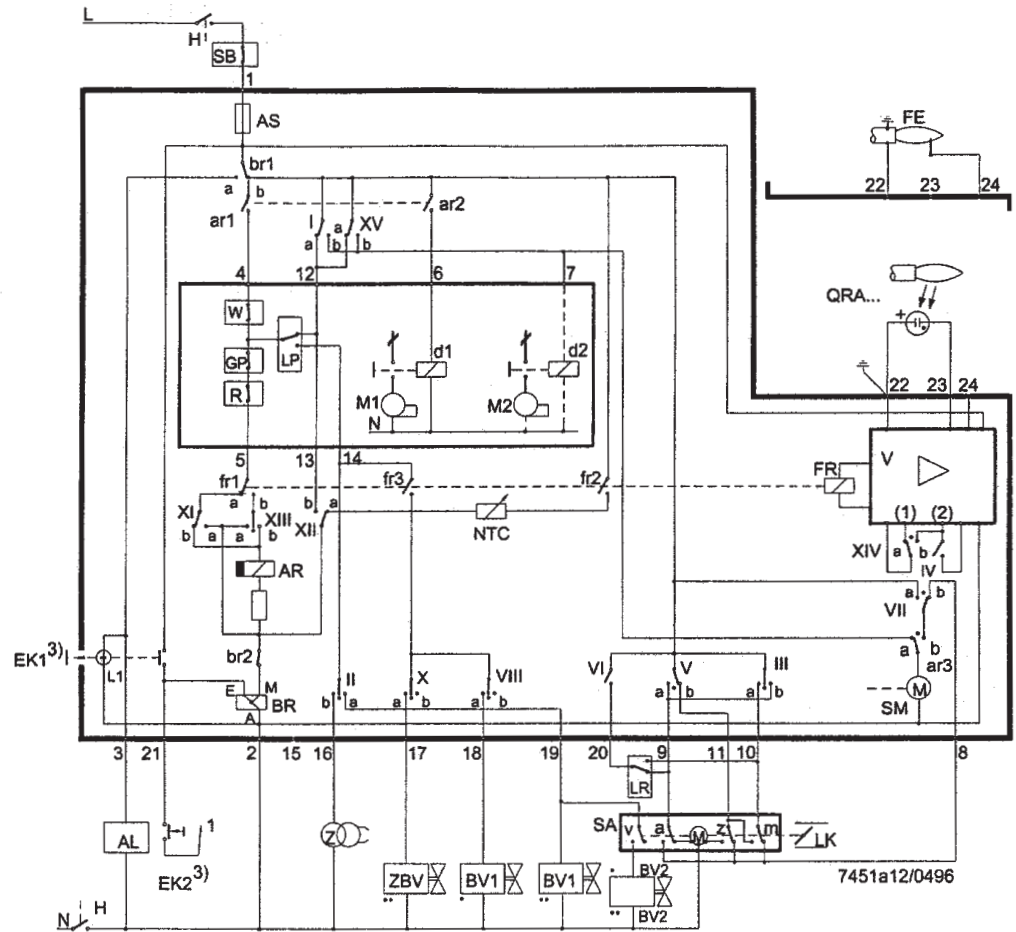 L
H
SB
1
AS
FE
br1
a b
22 23 24
ar1
ar2
I
a XV
a b b
4 12 6 7
QRA...
+
W
LP
d1
d2
GP
22 23 24
R
M1
M2
N
V
5 13 14
FR
fr1
fr3
fr2
a b
b a
XI
XIII
XII
NTC
(1) (2)
b a a b
XIV a b
IV
AR
a b
VII
EK1 3)
br2
a b
ar3
L1
E M
BR
A
II
X
VIII
VI
V
III
M
SM
b a
a b
a b
a b
a b
3 21 2 15 16 17 18 19 20 9 11 10 8
LR
AL
1
EK2 3)
Z
SA
v a M z m
LK
7451a12/0496
ZBV
BV1
BV1
BV2
BV2
N H